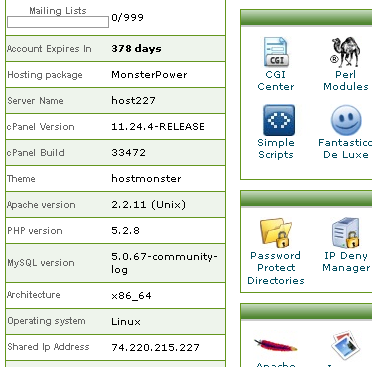 Mailing Lists
0/999
Account Expires In 378 days
Hosting package MonsterPower
Server Name host227
cPanel Version 11.24.4-RELEASE
cPanel Build 33472
Theme hostmonster
Apache version 2.2.11 (Unix)
PHP version 5.2.8
MySQL version 5.0.67-community-
log
Architecture x86_64
Operating system Linux
Shared Ip Address 74.220.215.227
CGI
®
CGI
Center
Perl
Modules
Simple
Scripts
Fantastico
De Luxe
Password
Protect
Directories
IP Deny
Manager